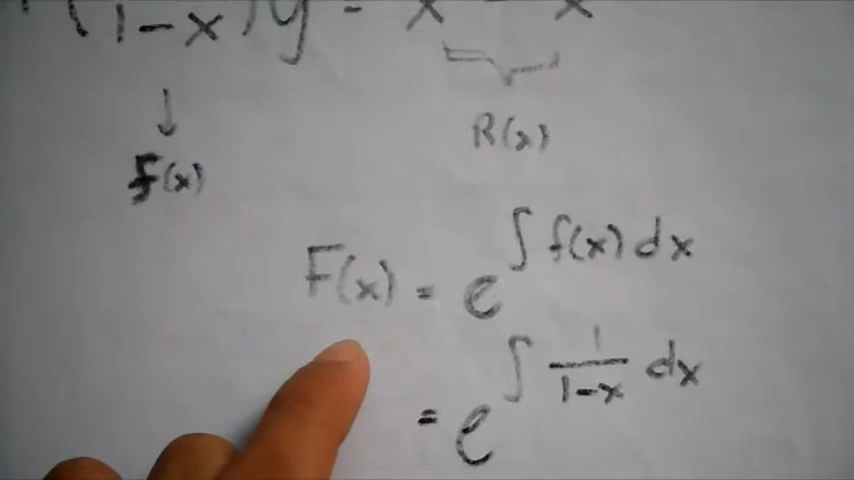 (1-x)y = x - x
R(x)
f(x)
F(x) = e^∫f(x)dx
= e^∫ 1/(1-x) dx